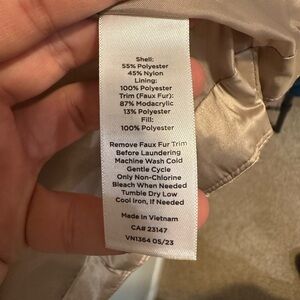 Shell:
55% Polyester
45% Nylon
Lining:
100% Polyester
Trim (Faux Fur):
87% Modacrylic
13% Polyester
Fill:
100% Polyester
Remove Faux Fur Trim
Before Laundering
Machine Wash Cold
Gentle Cycle
Only Non-Chlorine
Bleach When Needed
Tumble Dry Low
Cool Iron, If Needed
Made in Vietnam
CA# 23147
VN1364 05/23